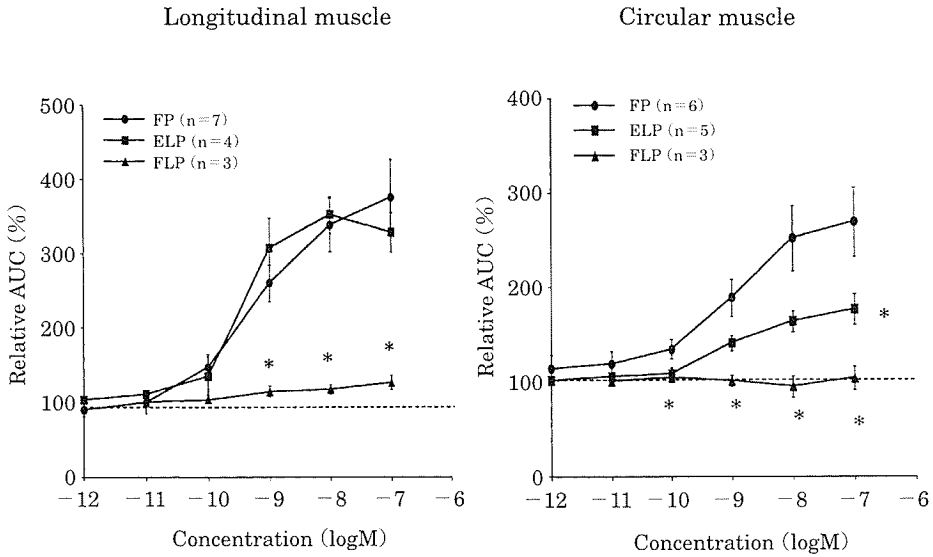 Longitudinal muscle
500
400
300
200
100
0
Relative AUC (%)
FP (n=7)
ELP (n=4)
FLP (n=3)
*
*
*
−12
−11
−10
−9
−8
−7
−6
Concentration (logM)
Circular muscle
400
300
200
100
0
Relative AUC (%)
FP (n=6)
ELP (n=5)
FLP (n=3)
*
*
*
*
*
−12
−11
−10
−9
−8
−7
−6
Concentration (logM)